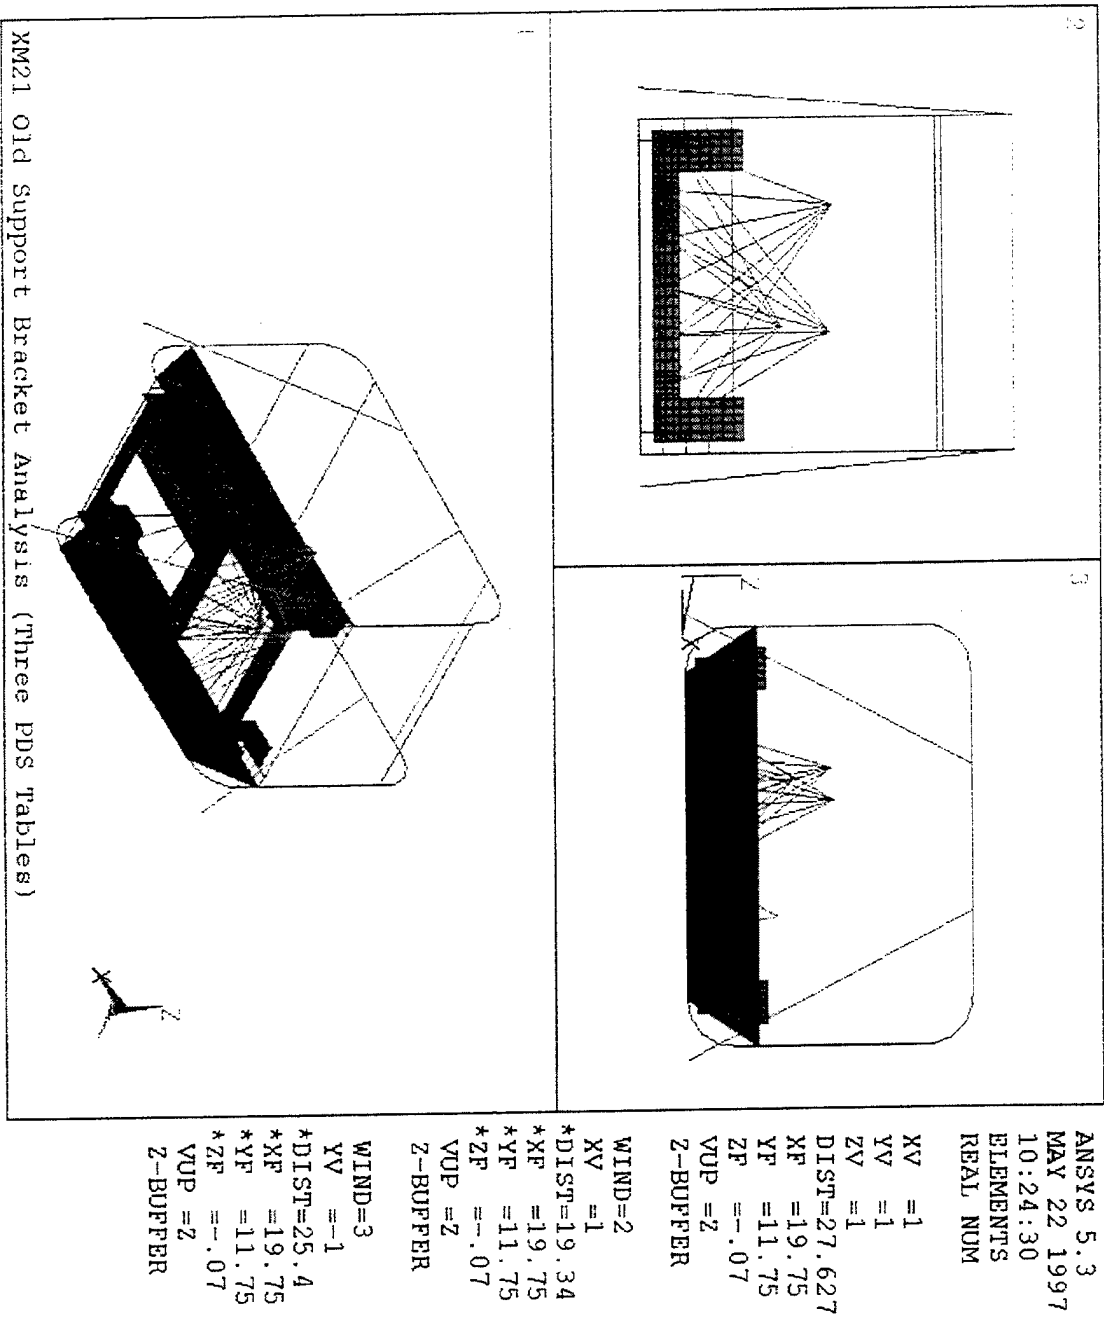 ANSYS 5.3
MAY 22 1997
10:24:30
ELEMENTS
REAL NUM
XV =1
YV =1
ZV =1
DIST=27.627
XF =19.75
YF =11.75
ZF =-.07
VUP =Z
Z-BUFFER
WIND=2
XV =1
*DIST=19.34
*XF =19.75
*YF =11.75
*ZF =-.07
VUP =Z
Z-BUFFER
WIND=3
YV =-1
*DIST=25.4
*XF =19.75
*YF =11.75
*ZF =-.07
VUP =Z
Z-BUFFER
2
3
Z
X
1
X
Z
XM21 Old Support Bracket Analysis (Three PDS Tables)